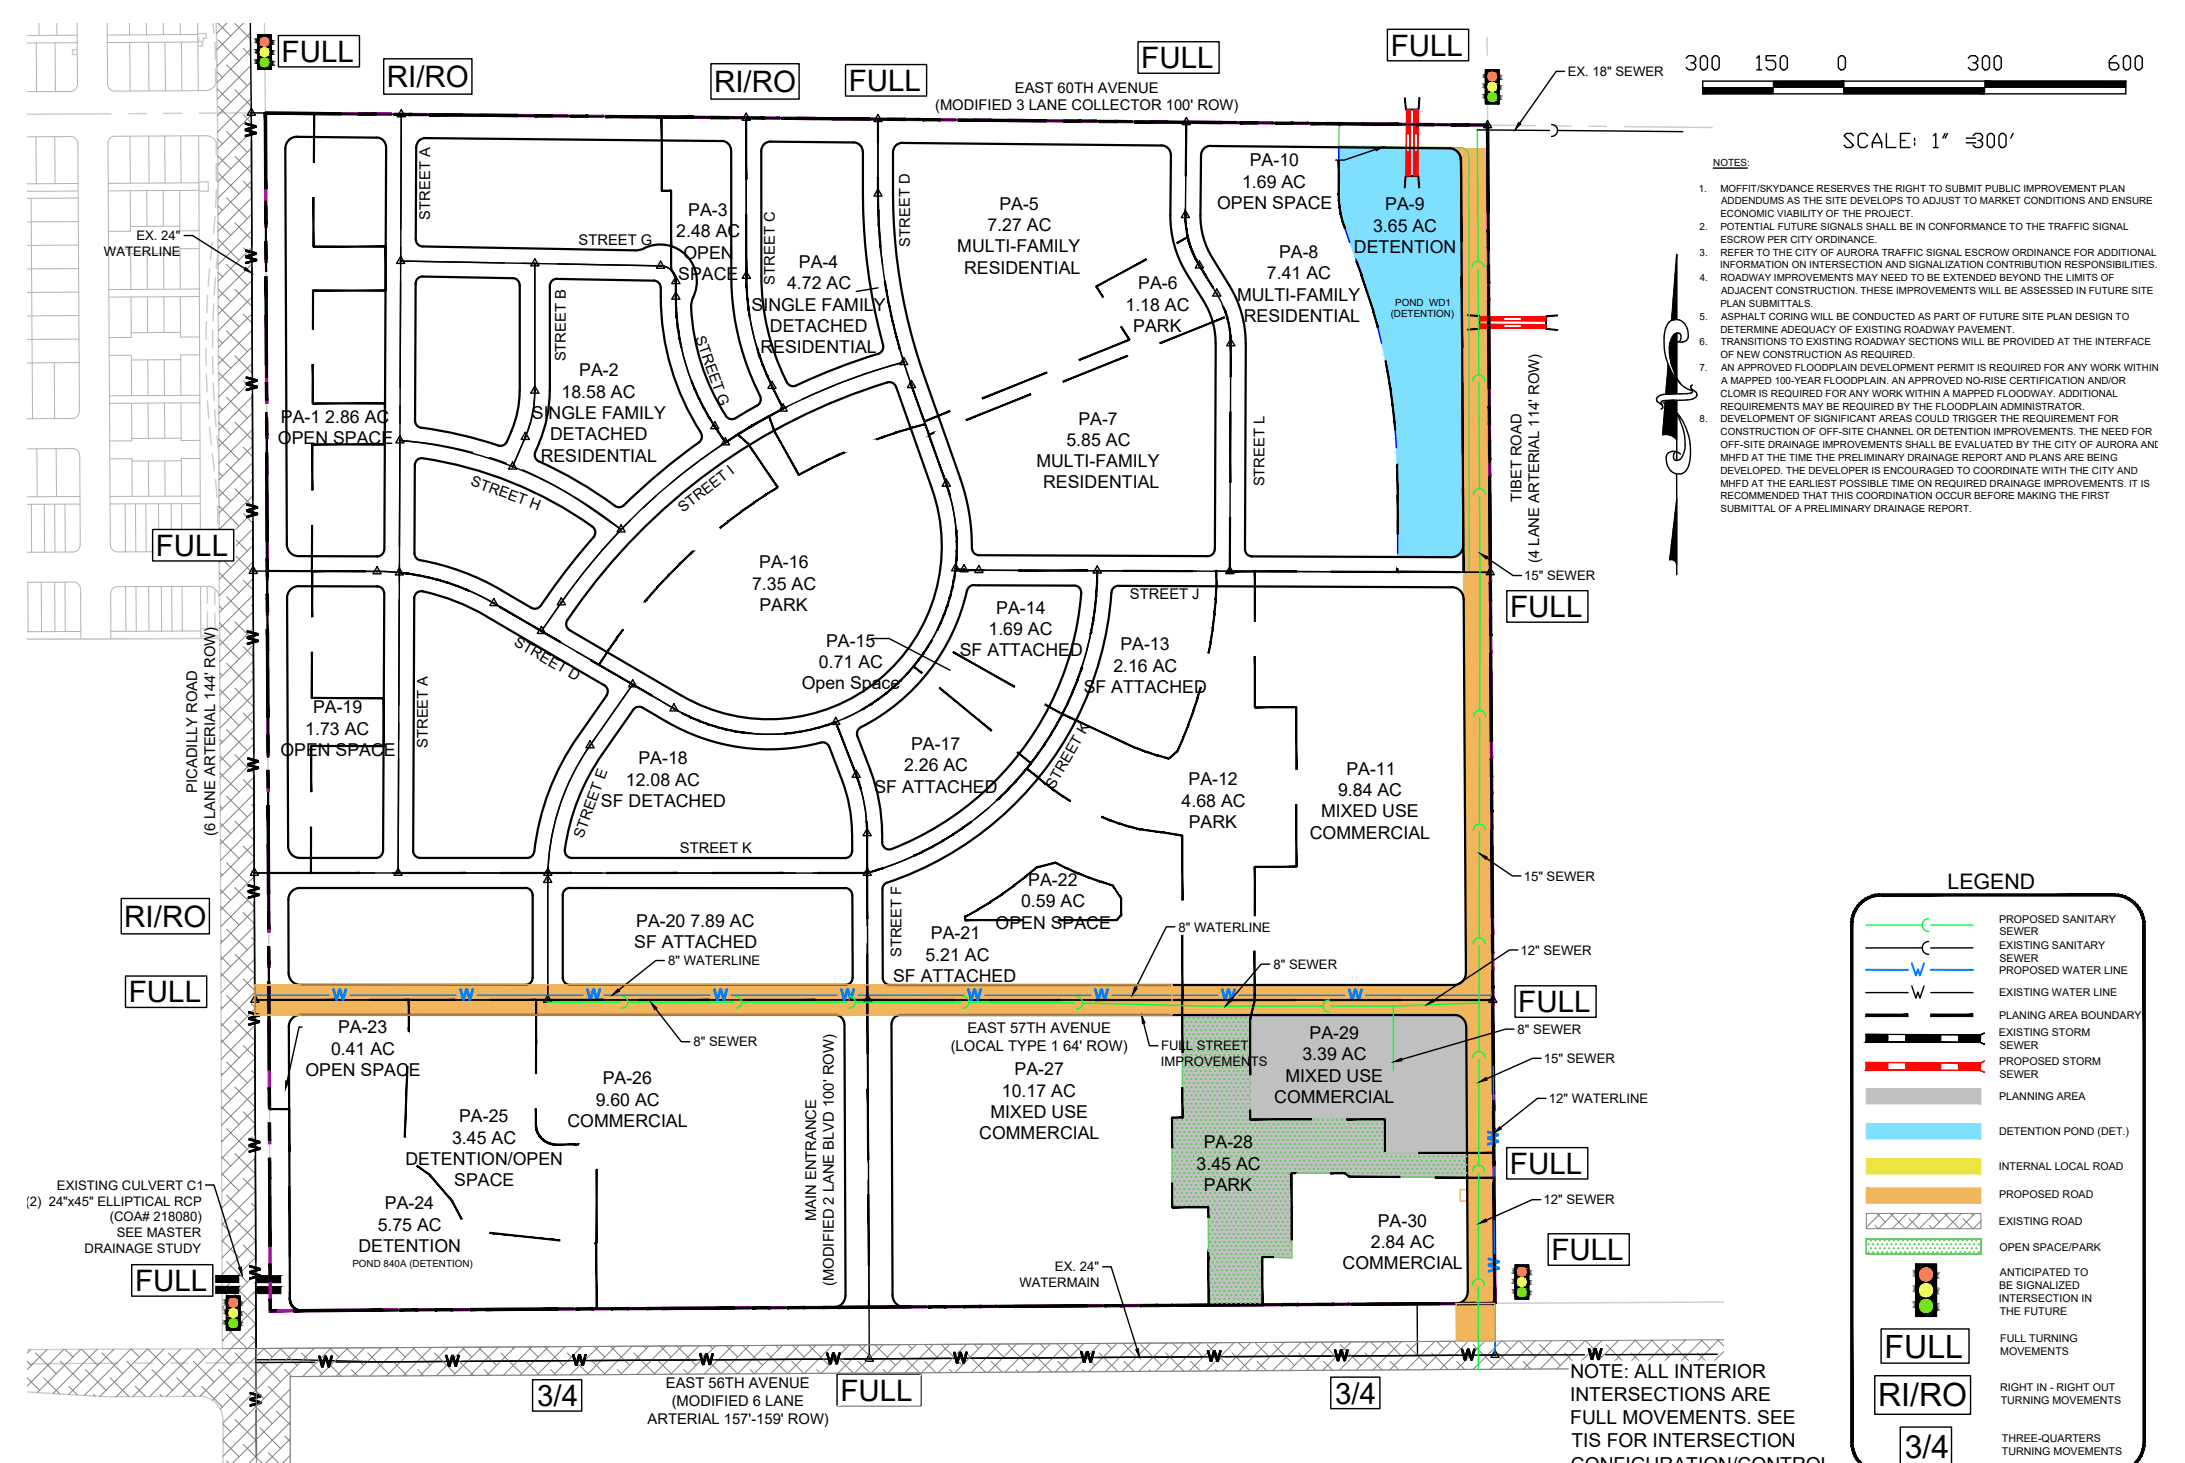 FULL
RI/RO
RI/RO
FULL
FULL
FULL
EAST 60TH AVENUE
(MODIFIED 3 LANE COLLECTOR 100' ROW)
EX. 18" SEWER
300 150 0 300 600
SCALE: 1" =300'
NOTES:
1. MOFFIT/SKYDANCE RESERVES THE RIGHT TO SUBMIT PUBLIC IMPROVEMENT PLAN
ADDENDUMS AS THE SITE DEVELOPS TO ADJUST TO MARKET CONDITIONS AND ENSURE
ECONOMIC VIABILITY OF THE PROJECT.
2. POTENTIAL FUTURE SIGNALS SHALL BE IN CONFORMANCE TO THE TRAFFIC SIGNAL
ESCROW PER CITY ORDINANCE.
3. REFER TO THE CITY OF AURORA TRAFFIC SIGNAL ESCROW ORDINANCE FOR ADDITIONAL
INFORMATION ON INTERSECTION AND SIGNALIZATION CONTRIBUTION RESPONSIBILITIES.
4. ROADWAY IMPROVEMENTS MAY NEED TO BE EXTENDED BEYOND THE LIMITS OF
ADJACENT CONSTRUCTION. THESE IMPROVEMENTS WILL BE ASSESSED IN FUTURE SITE
PLAN SUBMITTALS.
5. ASPHALT CORING WILL BE CONDUCTED AS PART OF FUTURE SITE PLAN DESIGN TO
DETERMINE ADEQUACY OF EXISTING ROADWAY PAVEMENT.
6. TRANSITIONS TO EXISTING ROADWAY SECTIONS WILL BE PROVIDED AT THE INTERFACE
OF NEW CONSTRUCTION AS REQUIRED.
7. AN APPROVED FLOODPLAIN DEVELOPMENT PERMIT IS REQUIRED FOR ANY WORK WITHIN
A MAPPED 100-YEAR FLOODPLAIN. AN APPROVED NO-RISE CERTIFICATION AND/OR
CLOMR IS REQUIRED FOR ANY WORK WITHIN A MAPPED FLOODWAY. ADDITIONAL
REQUIREMENTS MAY BE REQUIRED BY THE FLOODPLAIN ADMINISTRATOR.
8. DEVELOPMENT OF SIGNIFICANT AREAS COULD TRIGGER THE REQUIREMENT FOR
CONSTRUCTION OF OFF-SITE CHANNEL OR DETENTION IMPROVEMENTS. THE NEED FOR
OFF-SITE DRAINAGE IMPROVEMENTS SHALL BE EVALUATED BY THE CITY OF AURORA AND
MHFD AT THE TIME THE PRELIMINARY DRAINAGE REPORT AND PLANS ARE BEING
DEVELOPED. THE DEVELOPER IS ENCOURAGED TO COORDINATE WITH THE CITY AND
MHFD AT THE EARLIEST POSSIBLE TIME ON REQUIRED DRAINAGE IMPROVEMENTS. IT IS
RECOMMENDED THAT THIS COORDINATION OCCUR BEFORE MAKING THE FIRST
SUBMITTAL OF A PRELIMINARY DRAINAGE REPORT.
EX. 24"
WATERLINE
STREET A
STREET G
STREET B
PA-3
2.48 AC
OPEN
SPACE
STREET C
STREET D
PA-4
4.72 AC
SINGLE FAMILY
DETACHED
RESIDENTIAL
PA-5
7.27 AC
MULTI-FAMILY
RESIDENTIAL
PA-6
1.18 AC
PARK
PA-10
1.69 AC
OPEN SPACE
PA-8
7.41 AC
MULTI-FAMILY
RESIDENTIAL
PA-9
3.65 AC
DETENTION
POND WD1
(DETENTION)
PA-1 2.86 AC
OPEN SPACE
PA-2
18.58 AC
SINGLE FAMILY
DETACHED
RESIDENTIAL
STREET G
STREET H
STREET I
PA-7
5.85 AC
MULTI-FAMILY
RESIDENTIAL
STREET L
TIBET ROAD
(4 LANE ARTERIAL 114' ROW)
FULL
PA-16
7.35 AC
PARK
15" SEWER
FULL
STREET J
PICADILLY ROAD
(6 LANE ARTERIAL 144' ROW)
PA-19
1.73 AC
OPEN SPACE
STREET A
STREET D
PA-15
0.71 AC
Open Space
PA-14
1.69 AC
SF ATTACHED
PA-13
2.16 AC
SF ATTACHED
PA-18
12.08 AC
SF DETACHED
STREET E
STREET K
PA-17
2.26 AC
SF ATTACHED
STREET K
PA-12
4.68 AC
PARK
PA-11
9.84 AC
MIXED USE
COMMERCIAL
15" SEWER
RI/RO
PA-20 7.89 AC
SF ATTACHED
8" WATERLINE
STREET F
PA-22
0.59 AC
OPEN SPACE
PA-21
5.21 AC
SF ATTACHED
8" WATERLINE
8" SEWER
12" SEWER
FULL
FULL
W W W W W W W W W
PA-23
0.41 AC
OPEN SPACE
8" SEWER
EAST 57TH AVENUE
(LOCAL TYPE 1 64' ROW)
FULL STREET
IMPROVEMENTS
PA-29
3.39 AC
MIXED USE
COMMERCIAL
8" SEWER
15" SEWER
12" WATERLINE
PA-25
3.45 AC
DETENTION/OPEN
SPACE
PA-26
9.60 AC
COMMERCIAL
MAIN ENTRANCE
(MODIFIED 2 LANE BLVD 100' ROW)
PA-27
10.17 AC
MIXED USE
COMMERCIAL
PA-28
3.45 AC
PARK
FULL
12" SEWER
EXISTING CULVERT C1
(2) 24"x45" ELLIPTICAL RCP
(COA# 218080)
SEE MASTER
DRAINAGE STUDY
PA-24
5.75 AC
DETENTION
POND 840A (DETENTION)
PA-30
2.84 AC
COMMERCIAL
FULL
FULL
EX. 24"
WATERMAIN
W W W W W W W W W W W
3/4
EAST 56TH AVENUE
(MODIFIED 6 LANE
ARTERIAL 157'-159' ROW)
FULL
3/4
NOTE: ALL INTERIOR
INTERSECTIONS ARE
FULL MOVEMENTS. SEE
TIS FOR INTERSECTION
CONFIGURATION/CONTROL
LEGEND
PROPOSED SANITARY
SEWER
EXISTING SANITARY
SEWER
W PROPOSED WATER LINE
W EXISTING WATER LINE
PLANING AREA BOUNDARY
EXISTING STORM
SEWER
PROPOSED STORM
SEWER
PLANNING AREA
DETENTION POND (DET.)
INTERNAL LOCAL ROAD
PROPOSED ROAD
EXISTING ROAD
OPEN SPACE/PARK
ANTICIPATED TO
BE SIGNALIZED
INTERSECTION IN
THE FUTURE
FULL
FULL TURNING
MOVEMENTS
RI/RO
RIGHT IN - RIGHT OUT
TURNING MOVEMENTS
3/4
THREE-QUARTERS
TURNING MOVEMENTS